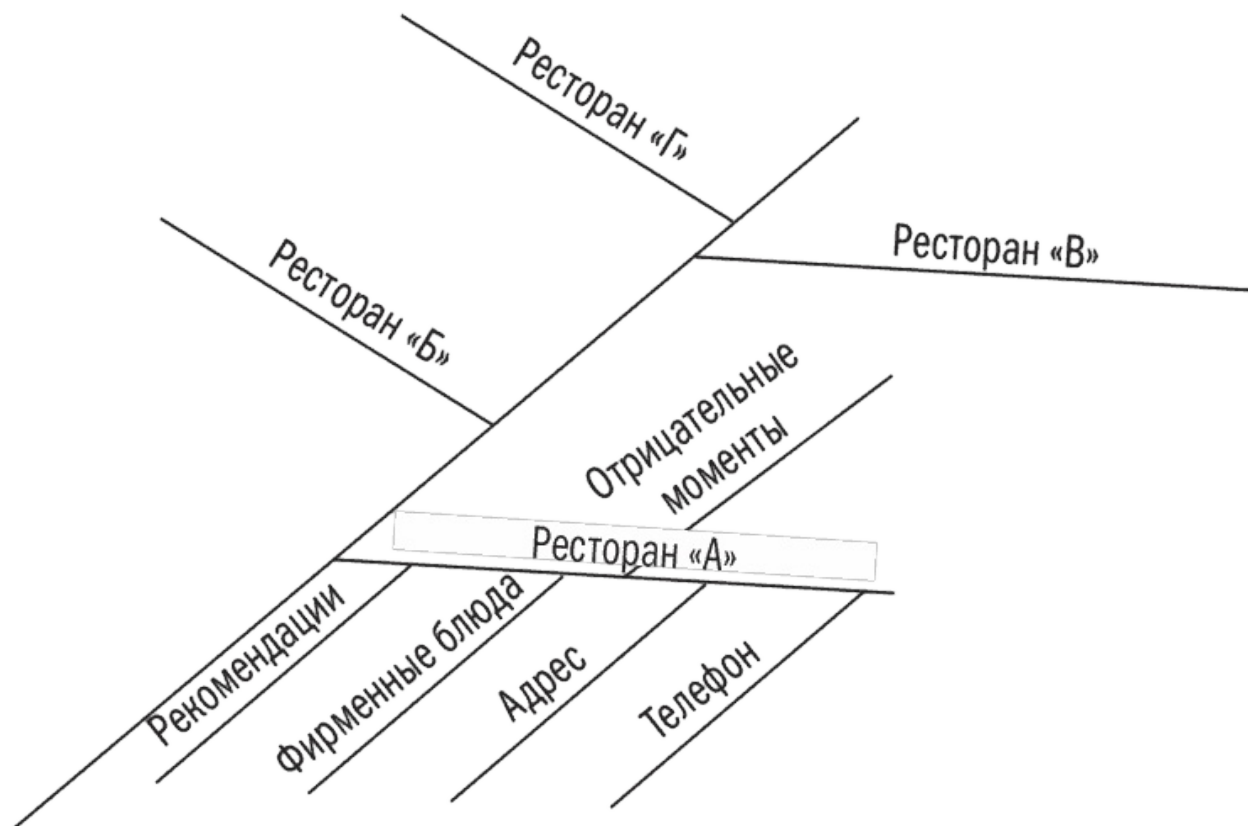 Ресторан «Г»
Ресторан «В»
Ресторан «Б»
Отрицательные
моменты
Ресторан «А»
Рекомендации
Фирменные блюда
Адрес
Телефон